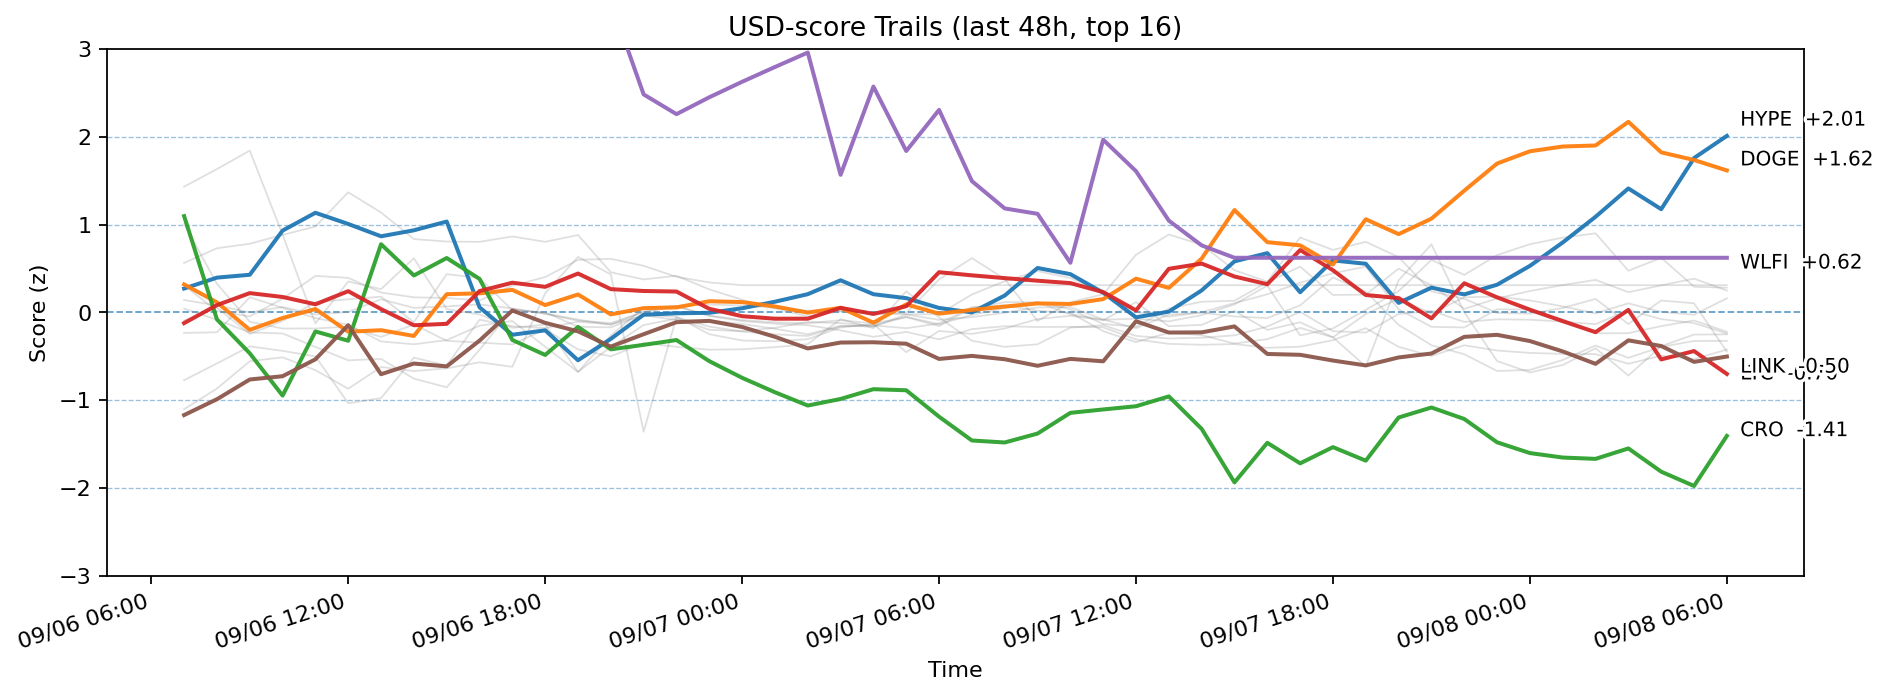 USD-score Trails (last 48h, top 16)
Score (z)
3
2
1
0
−1
−2
−3
HYPE +2.01
DOGE +1.62
WLFI +0.62
LINK -0.50
CRO -1.41
09/06 06:00
09/06 12:00
09/06 18:00
09/07 00:00
09/07 06:00
09/07 12:00
09/07 18:00
09/08 00:00
09/08 06:00
Time